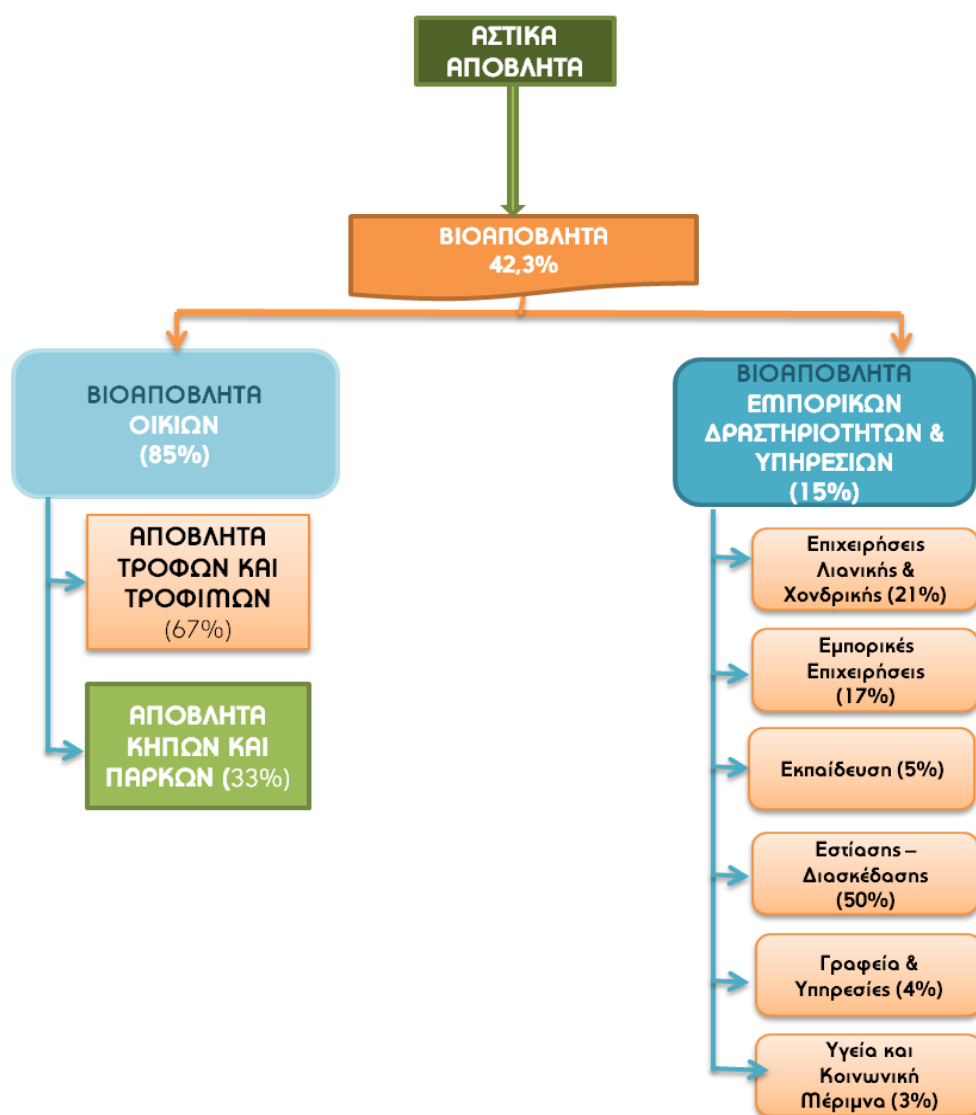 ΑΣΤΙΚΑ
ΑΠΟΒΛΗΤΑ
ΒΙΟΑΠΟΒΛΗΤΑ
42,3%
ΒΙΟΑΠΟΒΛΗΤΑ
ΟΙΚΙΩΝ
(85%)
ΑΠΟΒΛΗΤΑ
ΤΡΟΦΩΝ ΚΑΙ
ΤΡΟΦΙΜΩΝ
(67%)
ΑΠΟΒΛΗΤΑ
ΚΗΠΩΝ ΚΑΙ
ΠΑΡΚΩΝ (33%)
ΒΙΟΑΠΟΒΛΗΤΑ
ΕΜΠΟΡΙΚΩΝ
ΔΡΑΣΤΗΡΙΟΤΗΤΩΝ &
ΥΠΗΡΕΣΙΩΝ
(15%)
Επιχειρήσεις
Λιανικής &
Χονδρικής (21%)
Εμπορικές
Επιχειρήσεις
(17%)
Εκπαίδευση (5%)
Εστίασης –
Διασκέδασης
(50%)
Γραφεία &
Υπηρεσίες (4%)
Υγεία και
Κοινωνική
Μέριμνα (3%)